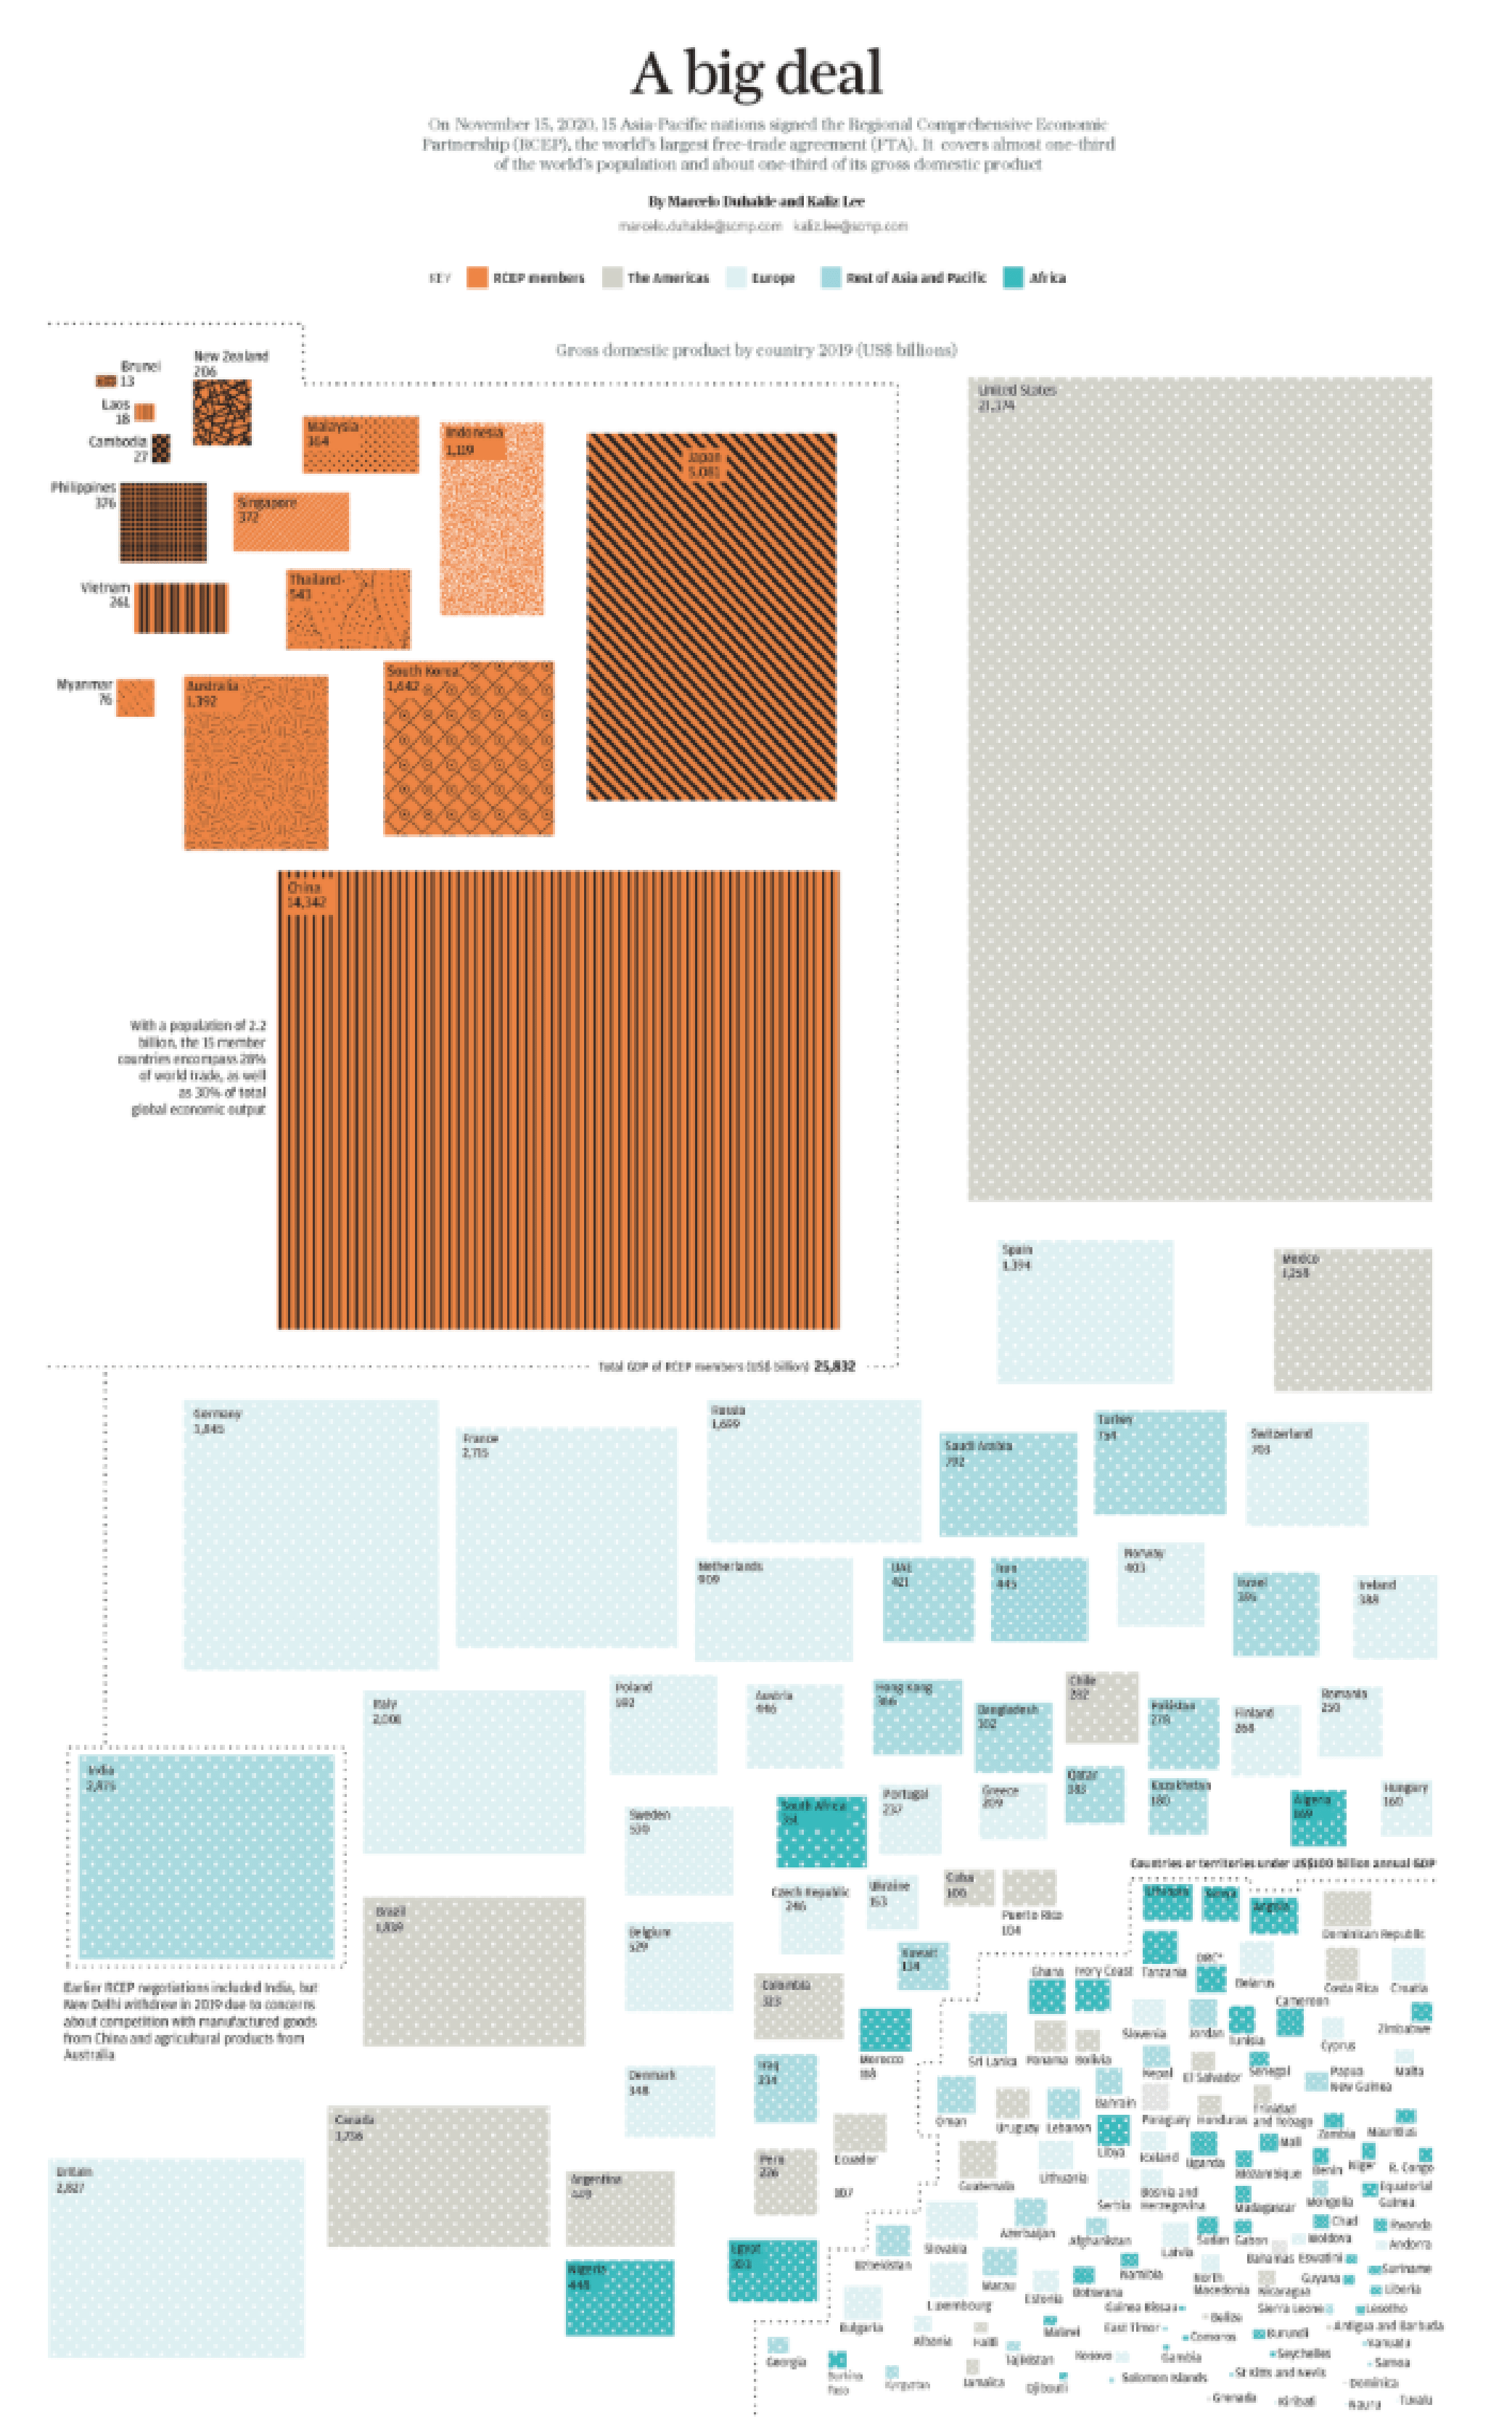 A big deal
On November 15, 2020, 15 Asia-Pacific nations signed the Regional Comprehensive Economic
Partnership (RCEP), the world's largest free-trade agreement (FTA). It covers almost one-third
of the world's population and about one-third of its gross domestic product
By Marcelo Duhalde and Kaliz Lee
marcelo.duhalde@scmp.com kaliz.lee@scmp.com
KEY RCEP members The Americas Europe Rest of Asia and Pacific Africa
Gross domestic product by country 2019 (US$ billions)
Brunei
13
New Zealand
206
Laos
18
Cambodia
27
Malaysia
364
Indonesia
1,119
Japan
5,081
United States
21,374
Philippines
376
Singapore
372
Vietnam
261
Thailand
543
Myanmar
76
Australia
1,392
South Korea
1,642
China
14,342
With a population of 2.2
billion, the 15 member
countries encompass 28%
of world trade, as well
as 30% of total
global economic output
Total GDP of RCEP members (US$ billion) 25,832
Spain
1,394
Mexico
1,258
Germany
3,845
France
2,715
Russia
1,699
Saudi Arabia
792
Turkey
754
Switzerland
703
Netherlands
909
UAE
421
Iran
445
Norway
403
Israel
395
Ireland
388
Italy
2,001
Poland
592
Austria
446
Hong Kong
366
Bangladesh
302
Chile
282
Pakistan
278
Finland
268
Romania
250
India
2,875
Sweden
530
South Africa
351
Portugal
237
Greece
209
Qatar
183
Kazakhstan
180
Algeria
169
Hungary
160
Countries or territories under US$100 billion annual GDP
Brazil
1,839
Belgium
529
Czech Republic
246
Ukraine
153
Cuba
100
Puerto Rico
104
Kuwait
134
Colombia
323
Morocco
118
Earlier RCEP negotiations included India, but
New Delhi withdrew in 2019 due to concerns
about competition with manufactured goods
from China and agricultural products from
Australia
Denmark
348
Iraq
234
Canada
1,736
Argentina
449
Peru
226
Ecuador
107
Britain
2,827
Nigeria
448
Egypt
303
Ethiopia Kenya Angola
Dominican Republic
Tanzania DRC* Belarus Costa Rica Croatia
Ghana Ivory Coast
Slovenia Jordan Tunisia Cameroon Cyprus Zimbabwe
Sri Lanka Panama Bolivia
Nepal El Salvador Senegal Papua
New Guinea Malta
Oman Uruguay Lebanon Bahrain
Paraguay Honduras Trinidad
and Tobago Zambia Mauritius
Guatemala Lithuania Libya Iceland Uganda Mozambique Mali Benin Niger R. Congo
Serbia Bosnia and
Herzegovina Madagascar Mongolia Equatorial
Guinea
Uzbekistan Slovakia Azerbaijan Afghanistan Latvia Sudan Gabon Chad Moldova Rwanda
Andorra
Macau Namibia Bahamas Eswatini Suriname
Luxembourg Estonia Botswana North
Macedonia Nicaragua Guyana Liberia
Bulgaria Guinea Bissau Belize Sierra Leone Lesotho
Albania Haiti Malawi East Timor Comoros Burundi Antigua and Barbuda
Vanuatu
Georgia Burkina
Faso Kyrgyzstan Tajikistan Jamaica Kosovo Gambia Seychelles Samoa
Djibouti Solomon Islands St Kitts and Nevis Dominica
Grenada Kiribati Nauru Tuvalu